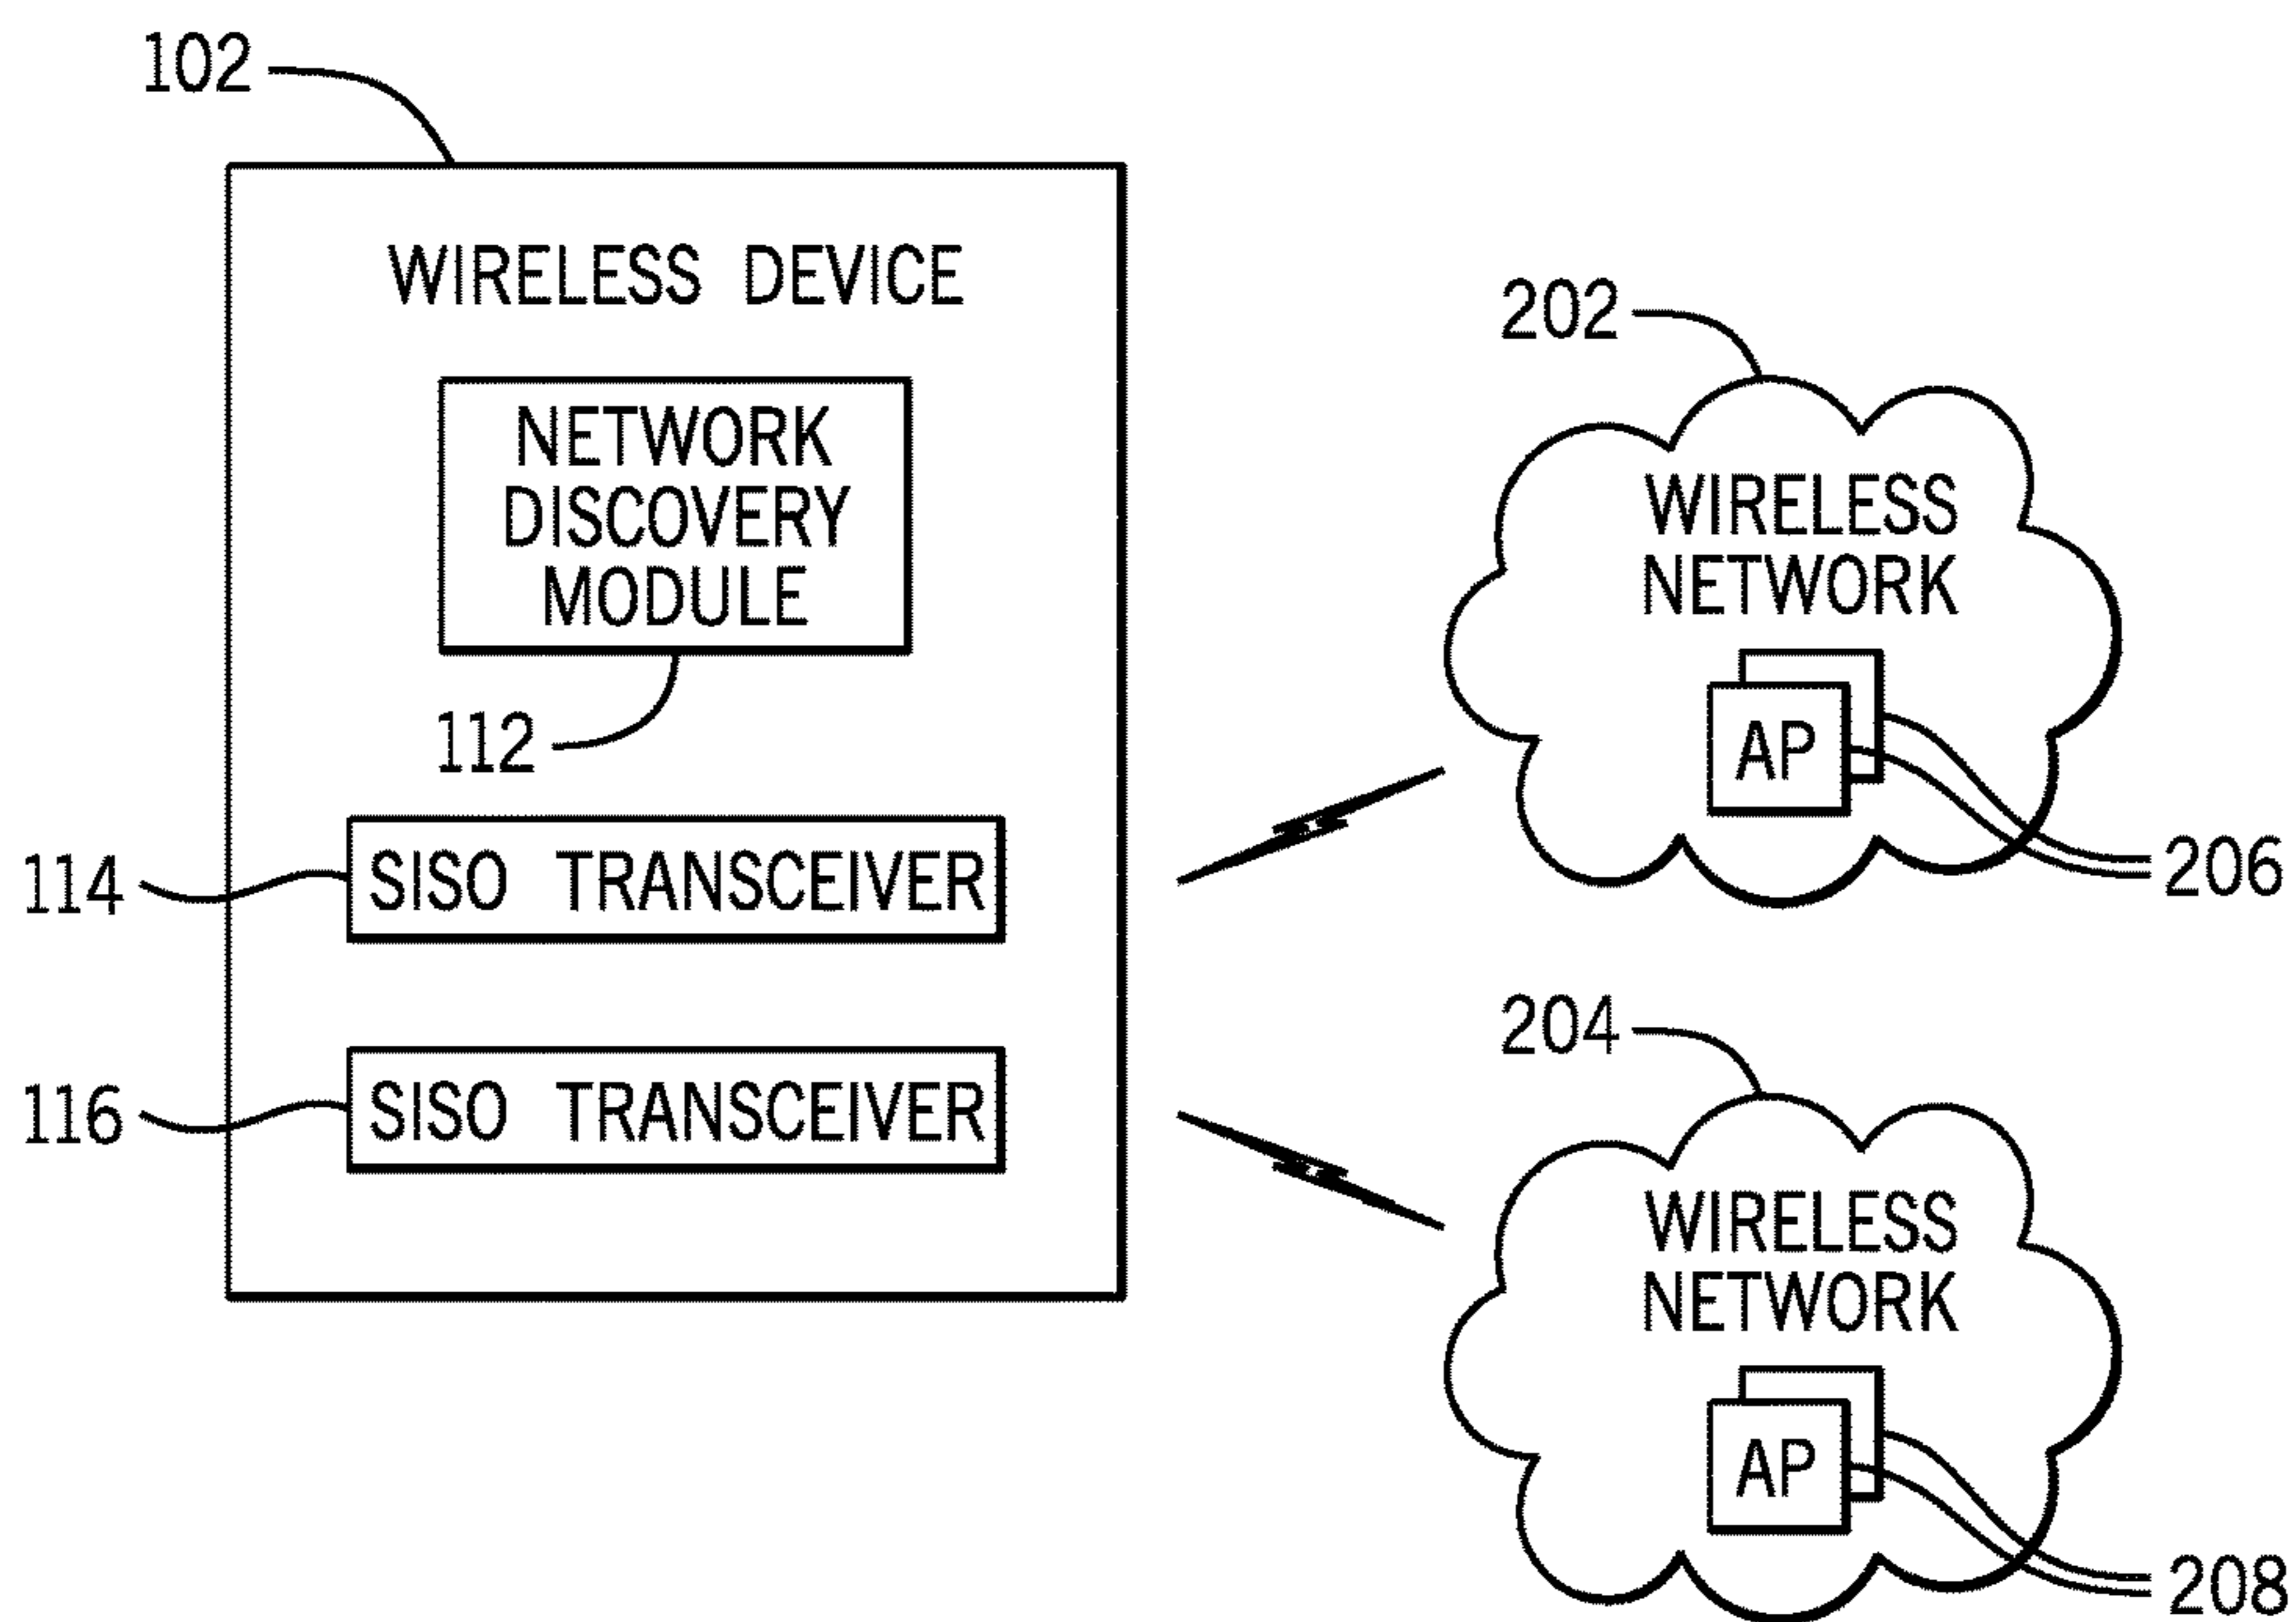 102
WIRELESS DEVICE
NETWORK
DISCOVERY
MODULE
112
114
SISO TRANSCEIVER
116
SISO TRANSCEIVER
202
WIRELESS
NETWORK
AP
206
204
WIRELESS
NETWORK
AP
208